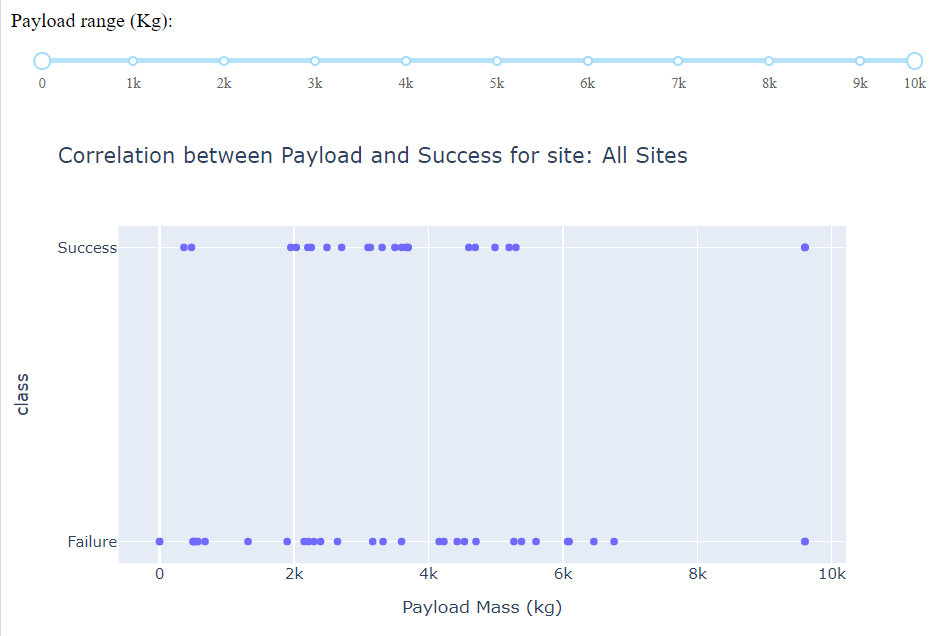 Payload range (Kg):
0 1k 2k 3k 4k 5k 6k 7k 8k 9k 10k
Correlation between Payload and Success for site: All Sites
Success
class
Failure
0 2k 4k 6k 8k 10k
Payload Mass (kg)